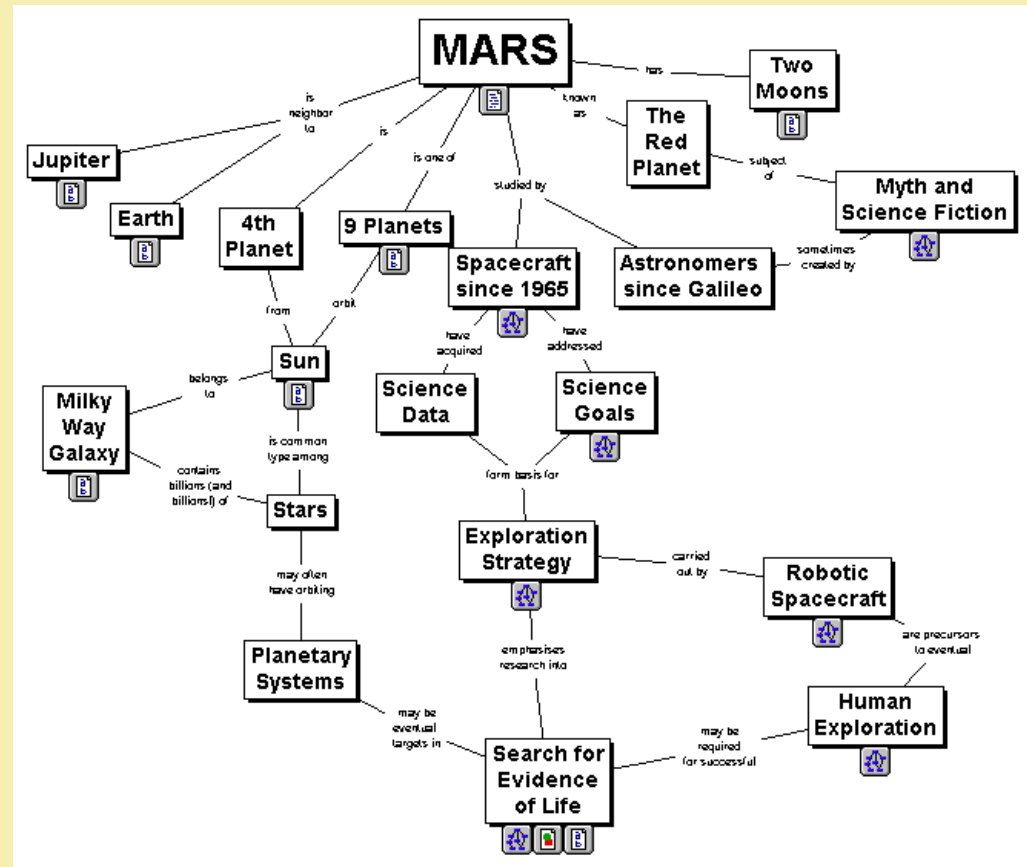 MARS
has
Two
Moons
is
neighbor
to
is
is one of
known
as
The
Red
Planet
Jupiter
studied by
subject
of
Earth
4th
Planet
9 Planets
Myth and
Science Fiction
Spacecraft
since 1965
Astronomers
since Galileo
sometimes
created by
from
orbit
have
acquired
have
addressed
Sun
belongs
to
Science
Data
Science
Goals
Milky
Way
Galaxy
is common
type among
contains
billions (and
billions!) of
form basis for
Stars
Exploration
Strategy
carried
out by
Robotic
Spacecraft
may often
have orbiting
emphasises
research into
are precursors
to eventual
Planetary
Systems
Human
Exploration
may be
eventual
targets in
may be
required
for successful
Search for
Evidence
of Life